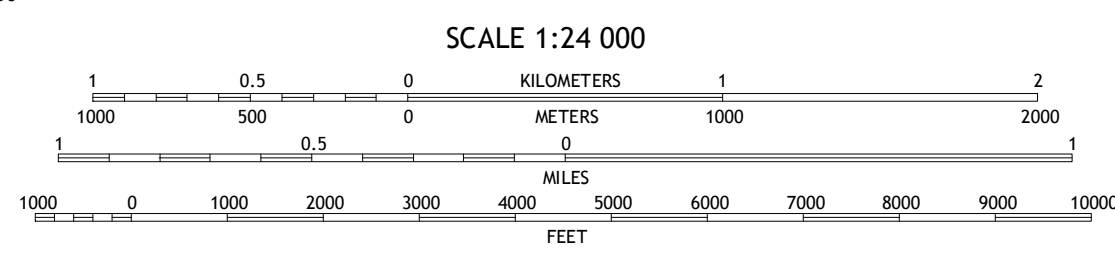 SCALE 1:24 000
1 0.5 0 KILOMETERS 1 2
1000 500 0 METERS 1000 2000
1 0.5 0 1
MILES
1000 0 1000 2000 3000 4000 5000 6000 7000 8000 9000 10000
FEET